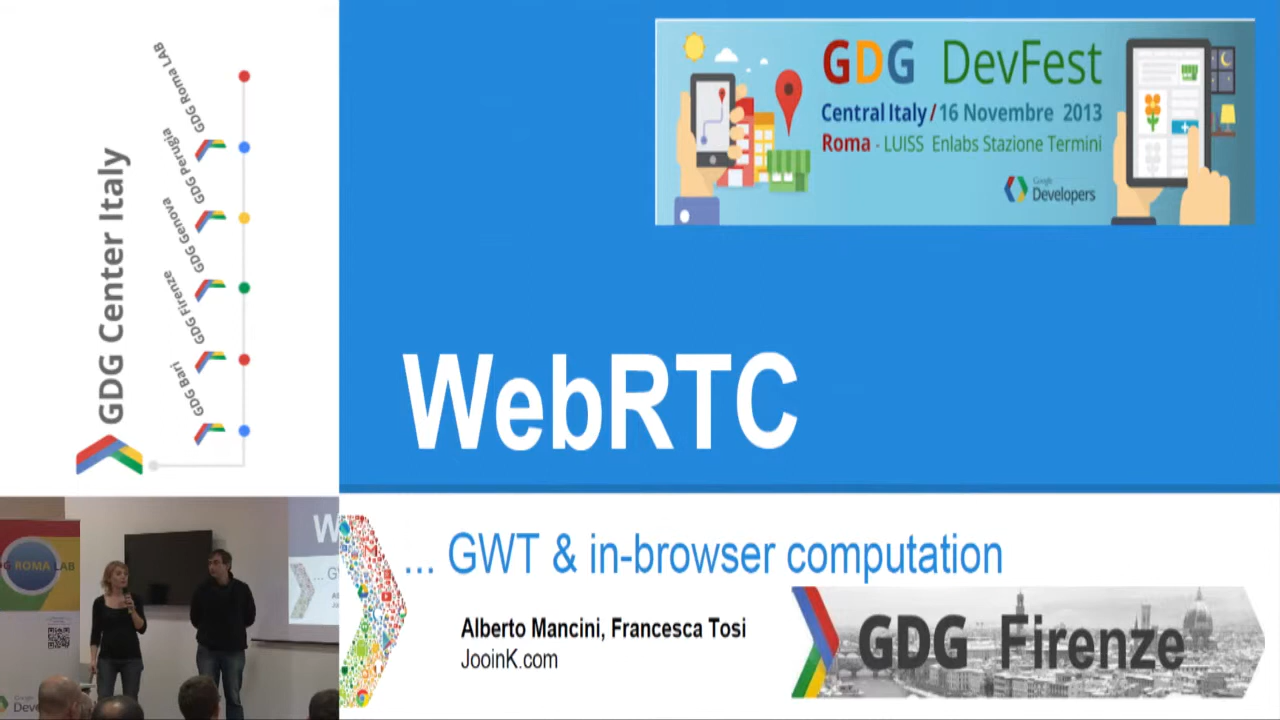 GDG Center Italy
GDG Roma LAB
GDG Perugia
GDG Genova
GDG Firenze
GDG Bari
GDG DevFest
Central Italy / 16 Novembre 2013
Roma - LUISS Enlabs Stazione Termini
Google
Developers
WebRTC
... GWT & in-browser computation
Alberto Mancini, Francesca Tosi
JooinK.com
GDG Firenze
ROMA LAB
W
... G